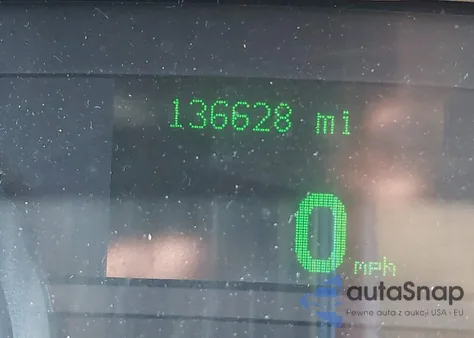 136628 mi
0 mph
autaSnap
Pewne auta z aukcji USA - EU